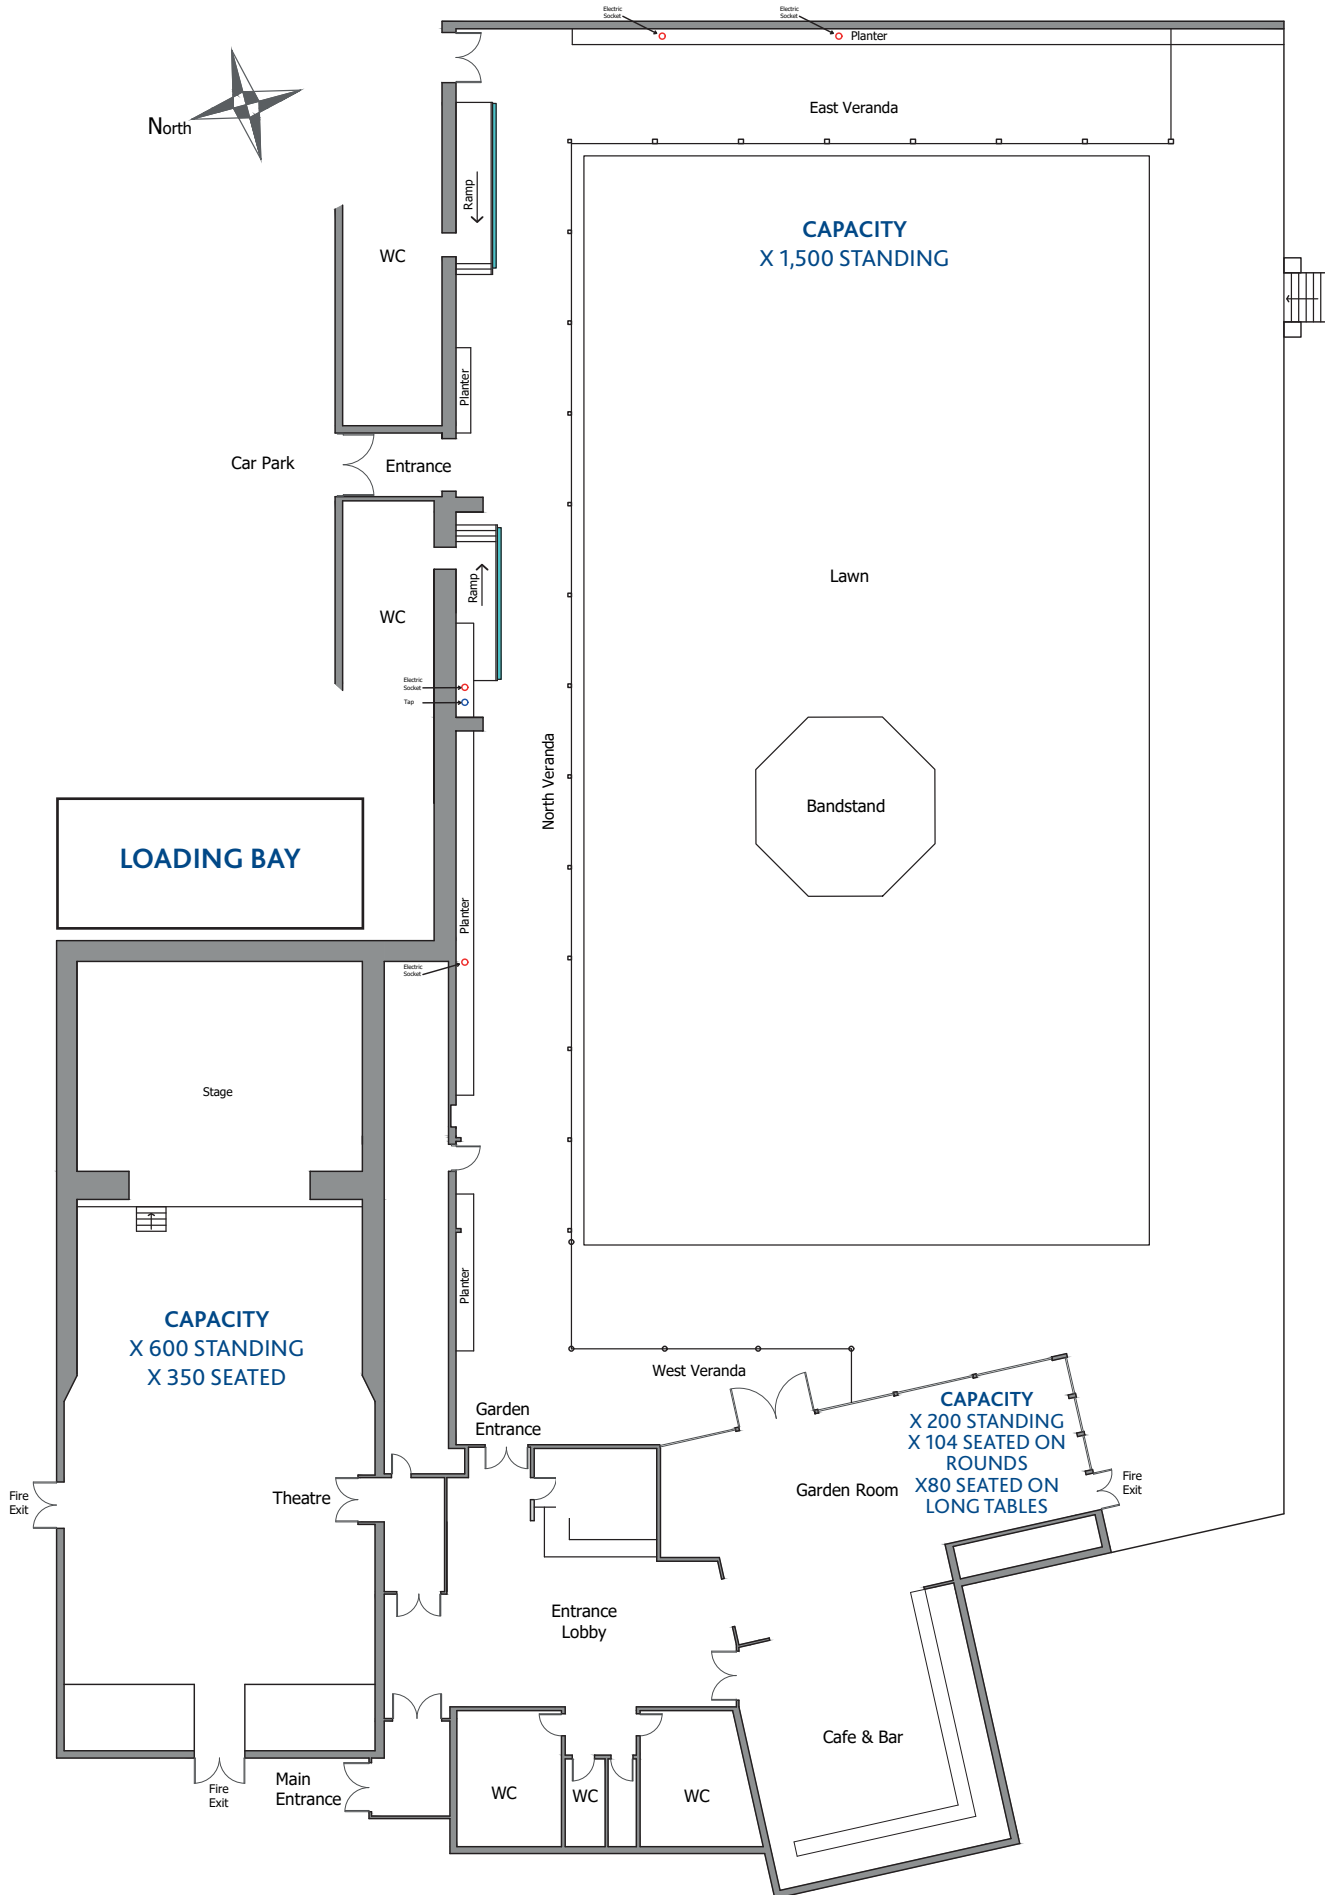 Electric
Socket
Electric
Socket
Planter
East Veranda
North
Ramp
CAPACITY
X 1,500 STANDING
WC
Planter
Car Park
Entrance
Lawn
Ramp
WC
Electric
Socket
Tap
North Veranda
Bandstand
LOADING BAY
Planter
Electric
Socket
Stage
Planter
CAPACITY
X 600 STANDING
X 350 SEATED
West Veranda
CAPACITY
X 200 STANDING
X 104 SEATED ON
ROUNDS
X80 SEATED ON
LONG TABLES
Garden
Entrance
Garden Room
Fire
Exit
Fire
Exit
Theatre
Entrance
Lobby
Cafe & Bar
Main
Entrance
Fire
Exit
WC
WC
WC